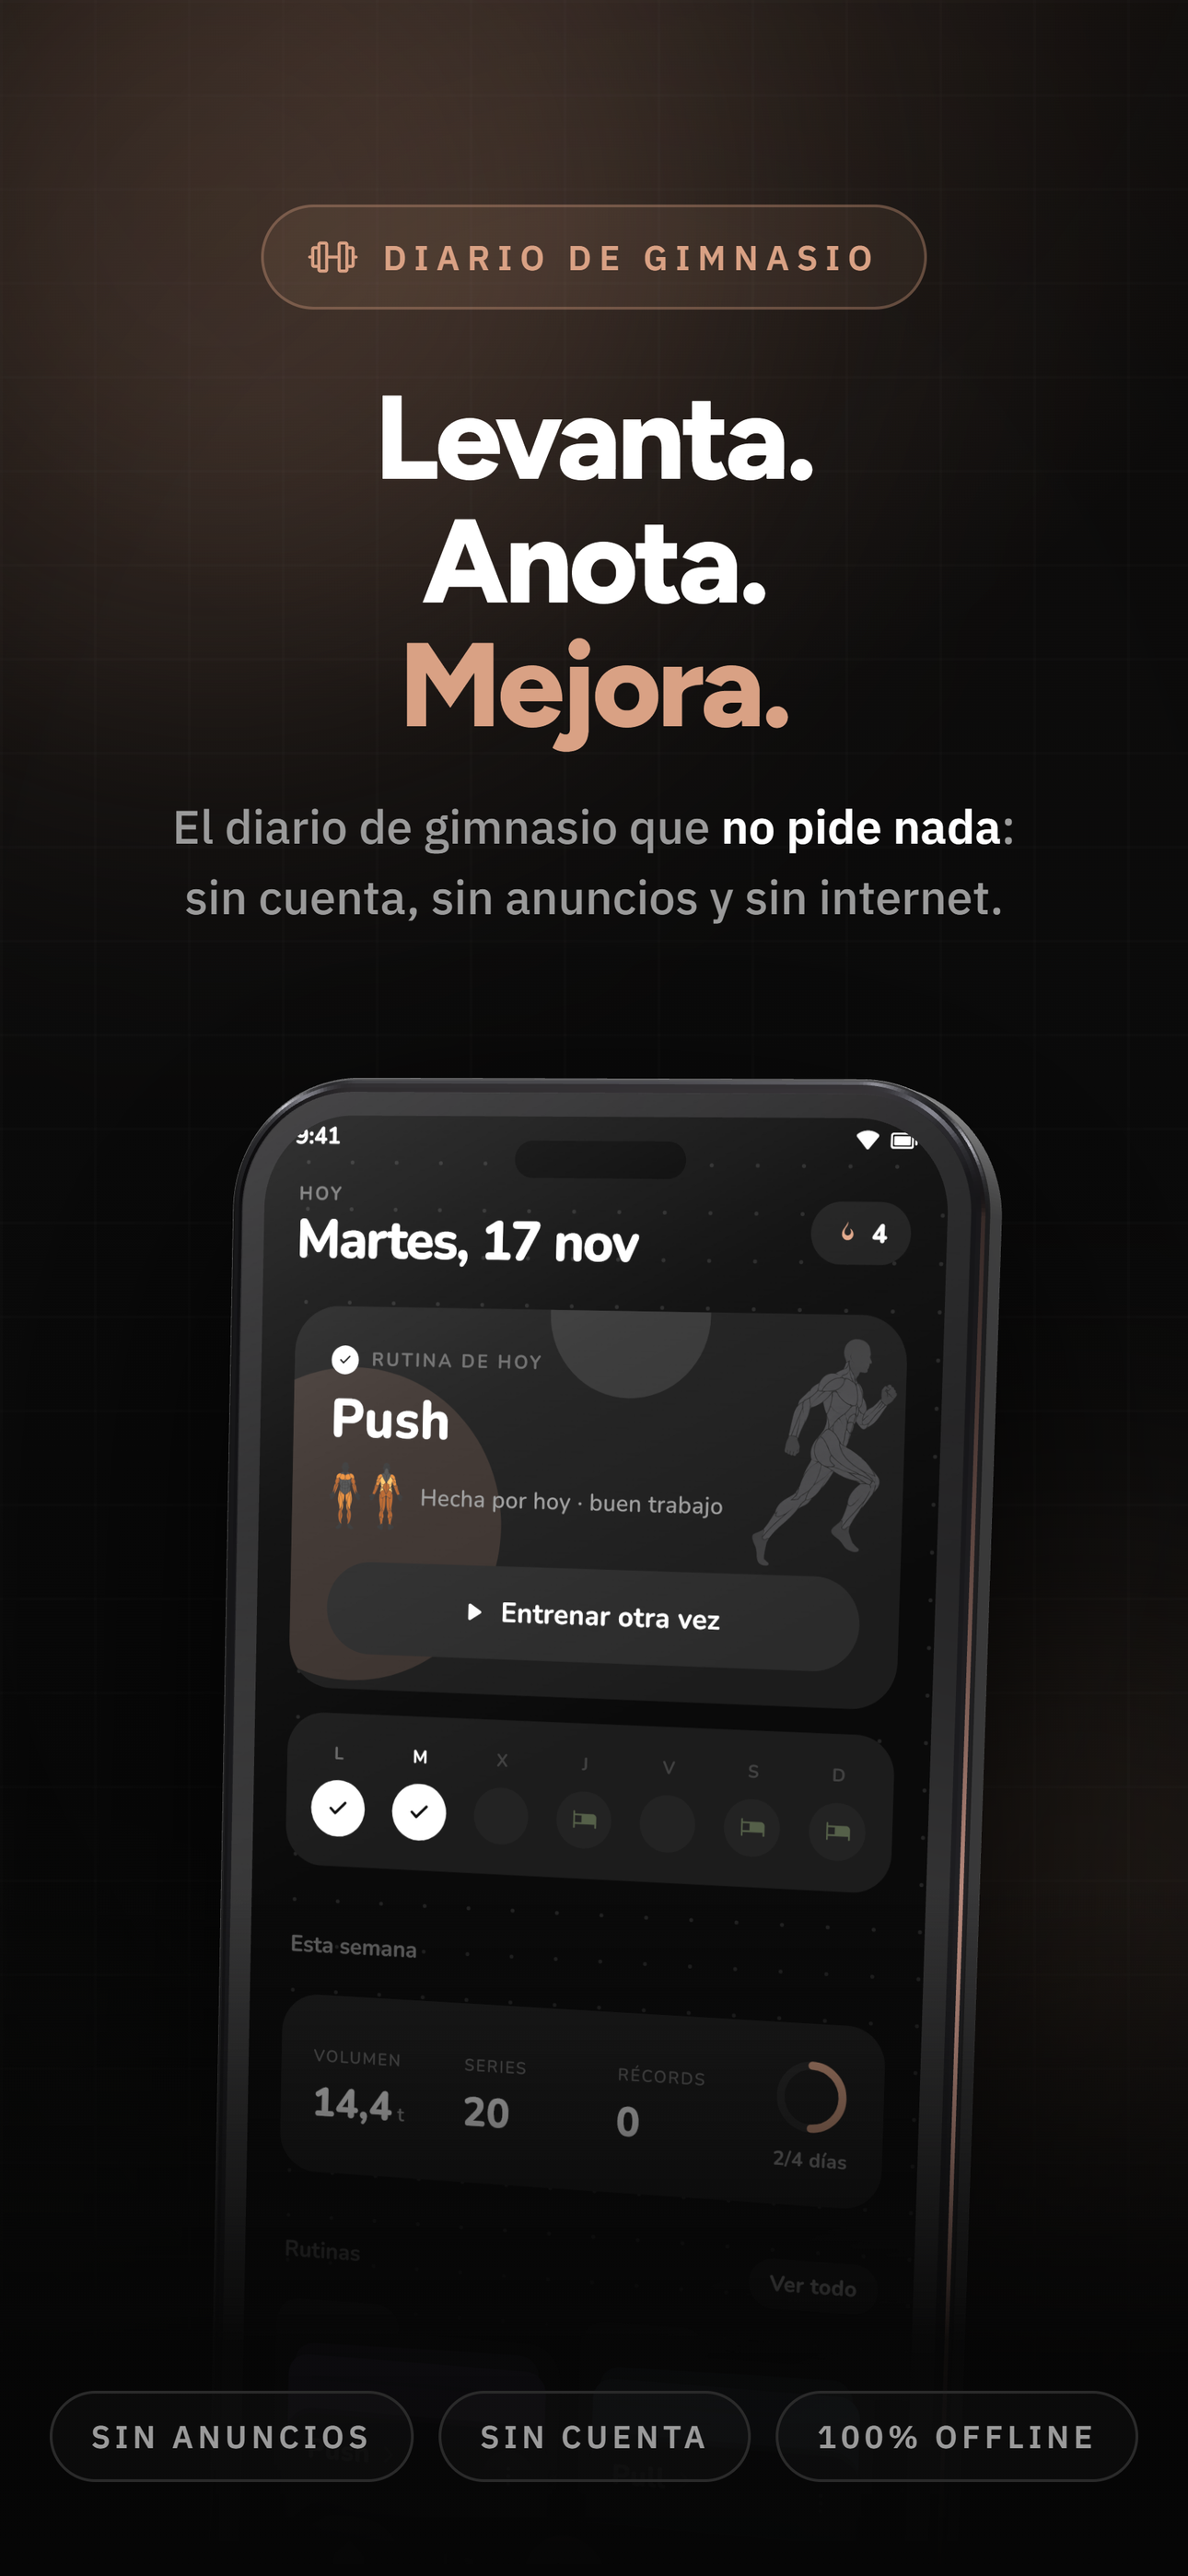 DIARIO DE GIMNASIO
Levanta.
Anota.
Mejora.
El diario de gimnasio que no pide nada:
sin cuenta, sin anuncios y sin internet.
9:41
HOY
Martes, 17 nov
4
RUTINA DE HOY
Push
Hecha por hoy · buen trabajo
Entrenar otra vez
L M X J V S D
Esta semana
VOLUMEN SERIES RÉCORDS
14,4 t 20 0
2/4 días
Rutinas
Ver todo
Push
Pull
SIN ANUNCIOS SIN CUENTA 100% OFFLINE